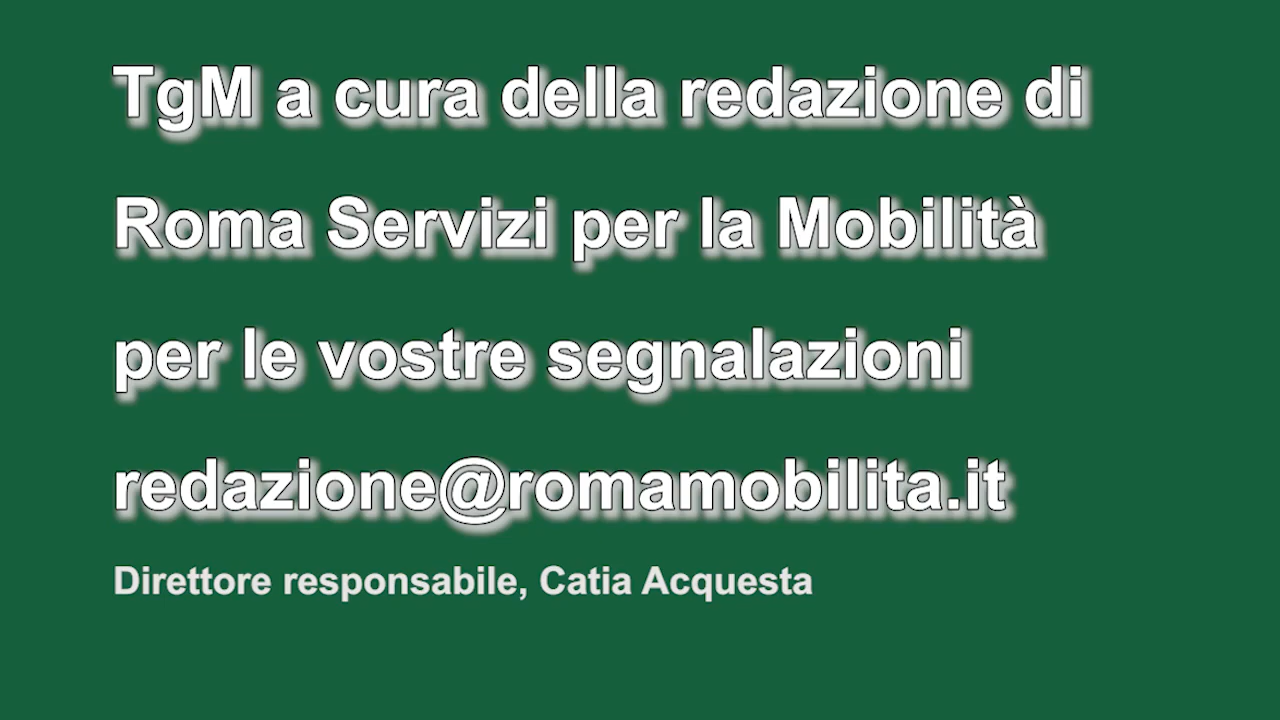 TgM a cura della redazione di
Roma Servizi per la Mobilità
per le vostre segnalazioni
redazione@romamobilita.it
Direttore responsabile, Catia Acquesta